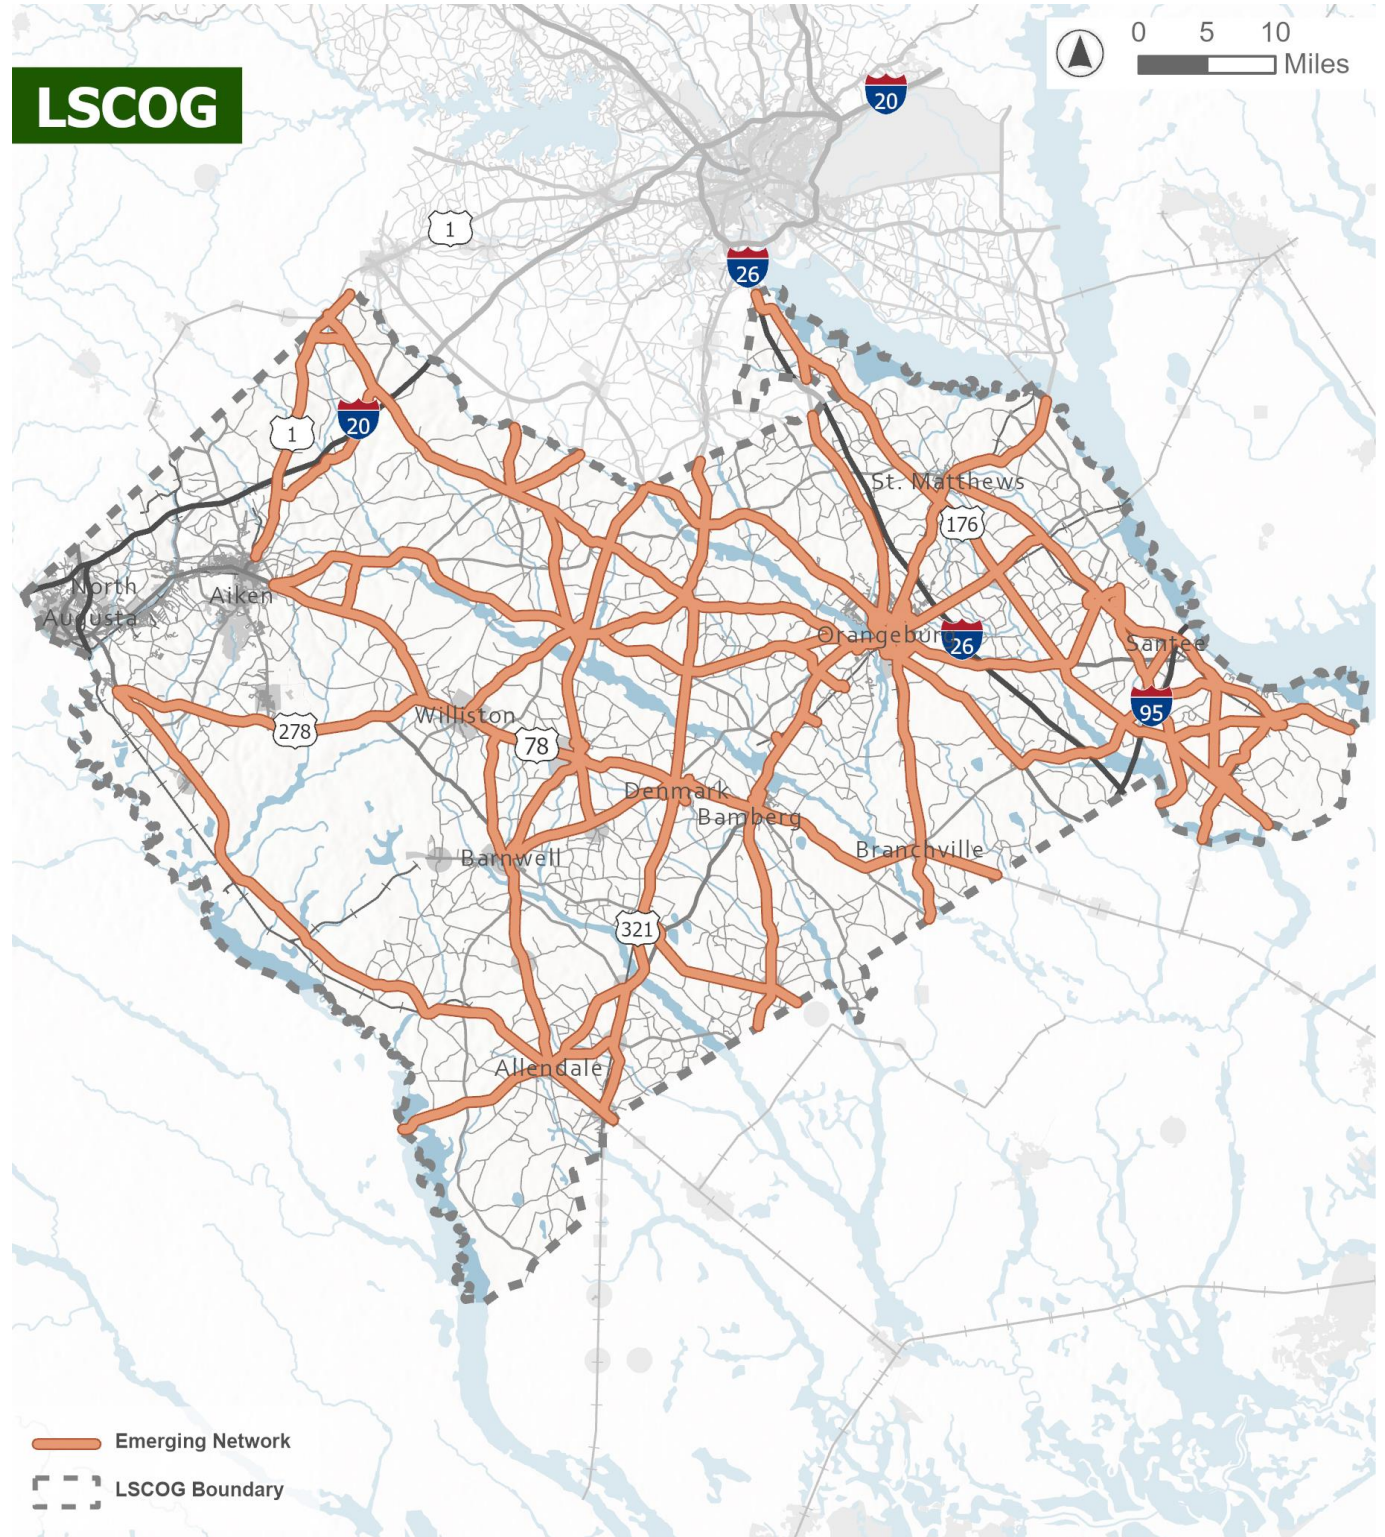 0 5 10
Miles
LSCOG
20
1
26
20
1
St. Matthews
176
North
Augusta
Aiken
Orangeburg
26
Santee
Williston
278
78
95
Denmark
Bamberg
Barnwell
Branchville
321
Allendale
Emerging Network
LSCOG Boundary